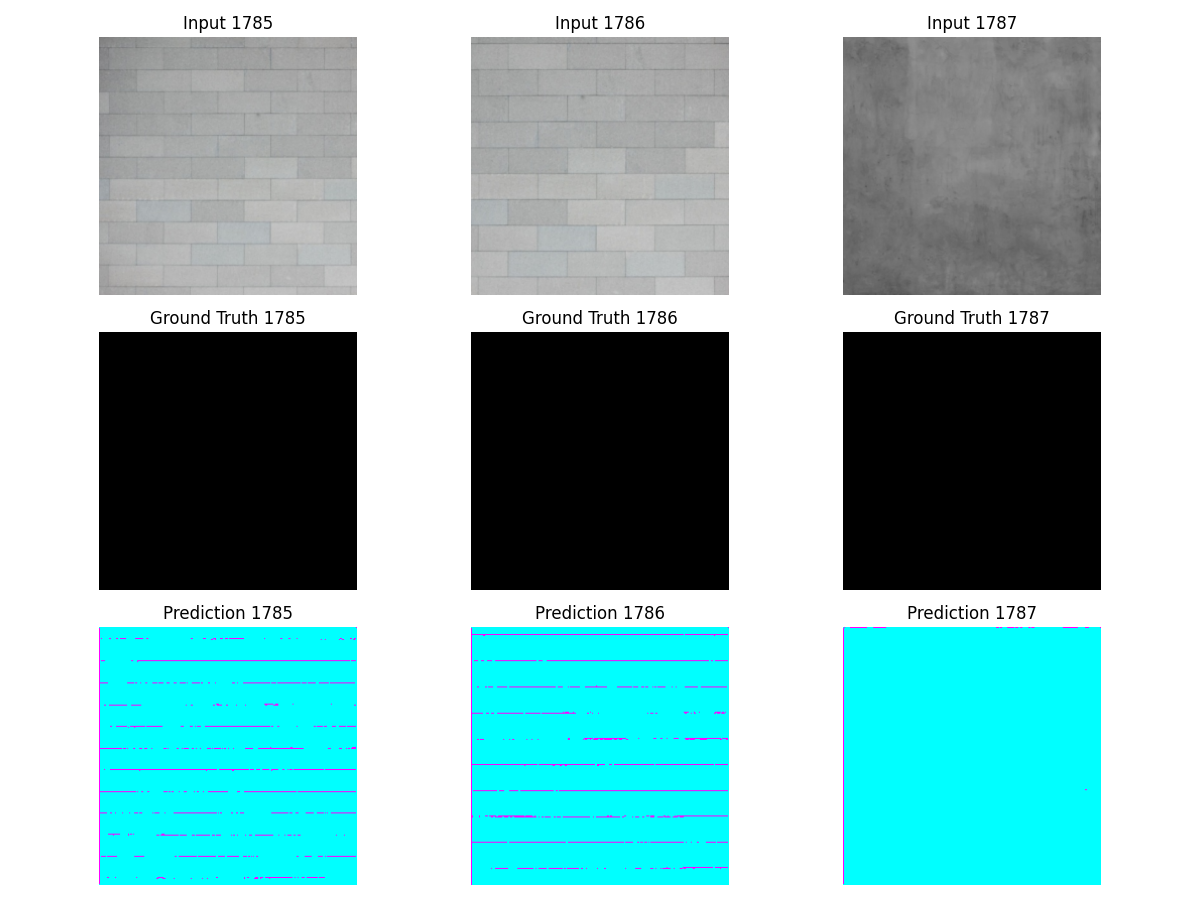 Input 1785
Input 1786
Input 1787
Ground Truth 1785
Ground Truth 1786
Ground Truth 1787
Prediction 1785
Prediction 1786
Prediction 1787